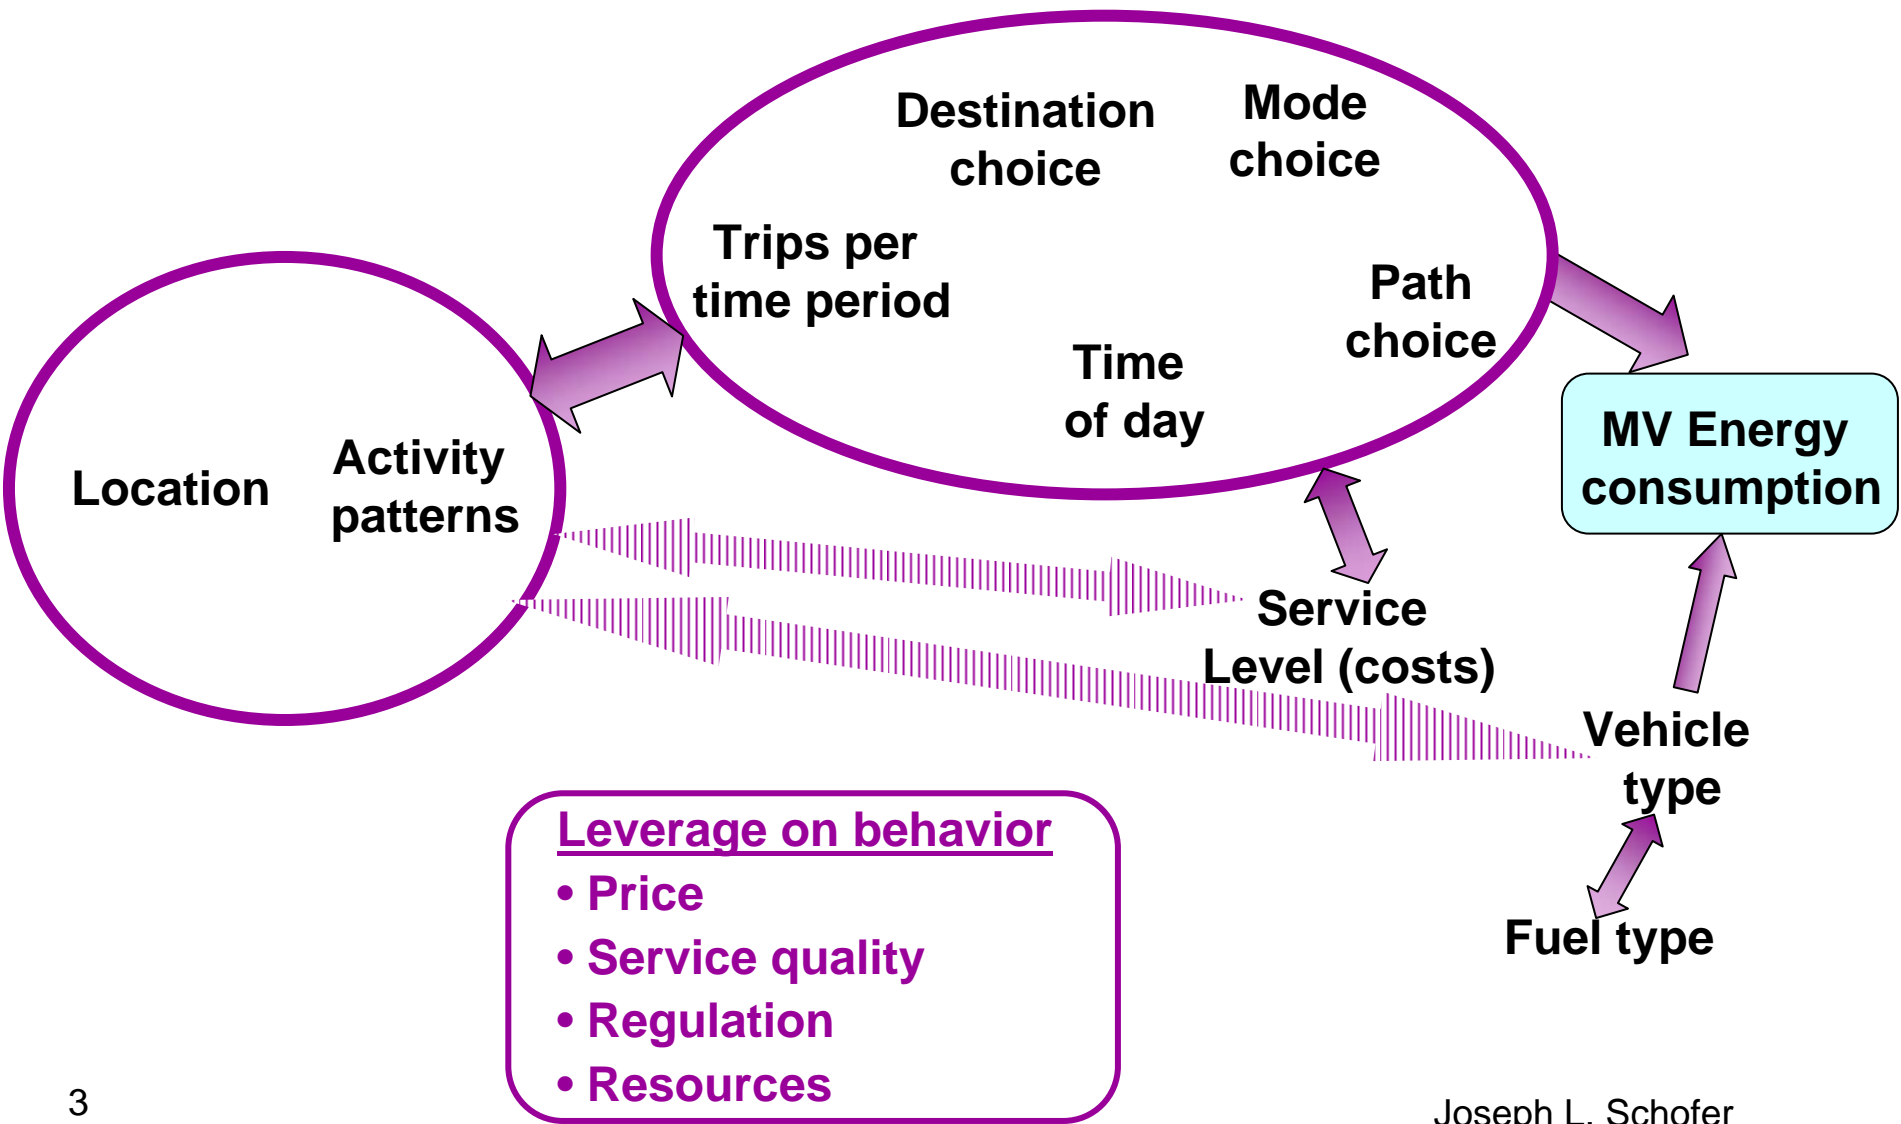 Destination
choice
Mode
choice
Trips per
time period
Path
choice
Time
of day
Location
Activity
patterns
MV Energy
consumption
Service
Level (costs)
Vehicle
type
Fuel type
Leverage on behavior
• Price
• Service quality
• Regulation
• Resources
3
Joseph L. Schofer